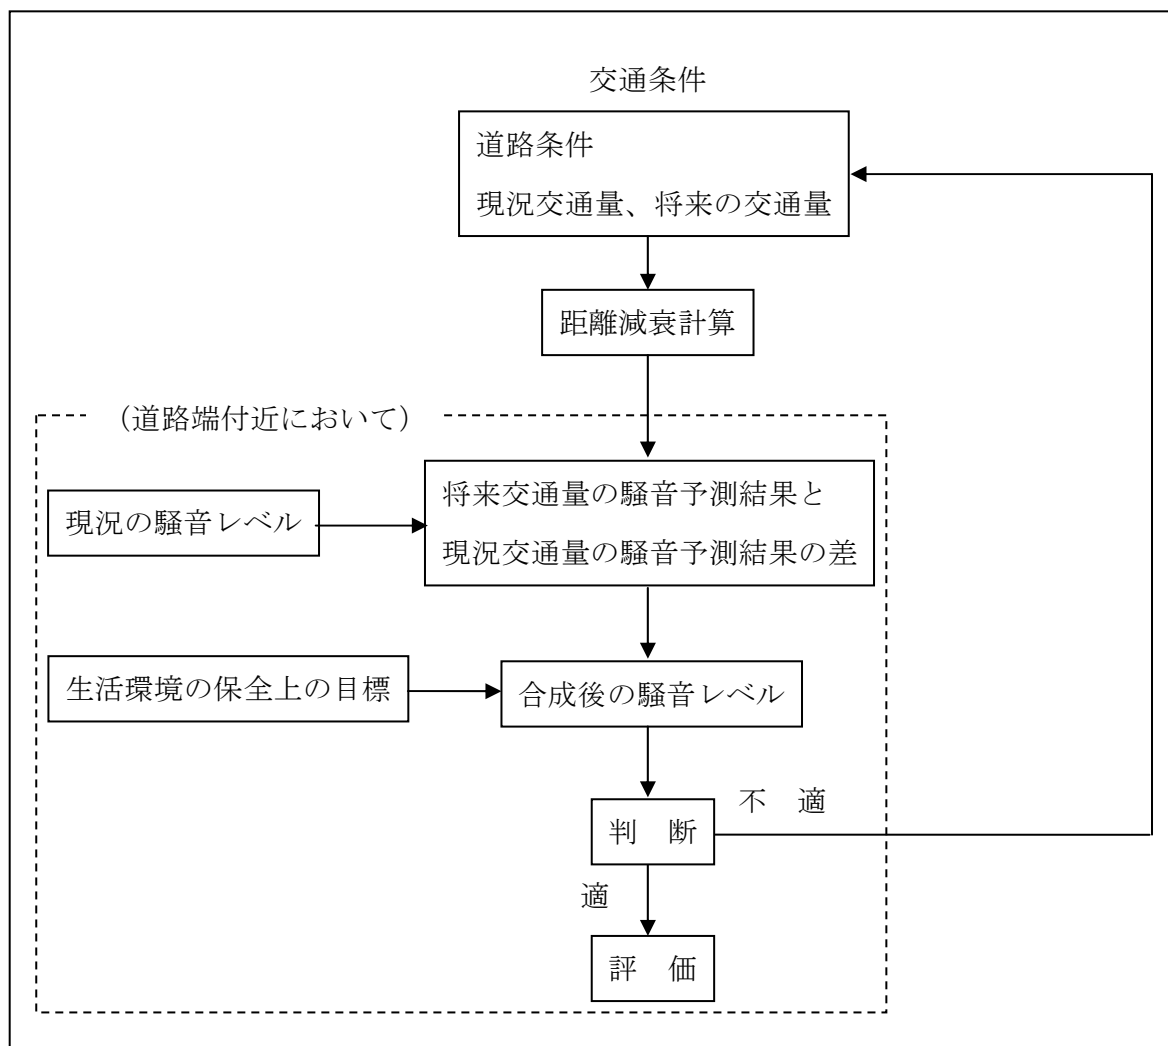 交通条件
道路条件
現況交通量、将来の交通量
距離減衰計算
（道路端付近において）
将来交通量の騒音予測結果と
現況交通量の騒音予測結果の差
現況の騒音レベル
生活環境の保全上の目標
合成後の騒音レベル
不　適
判　断
適
評　価